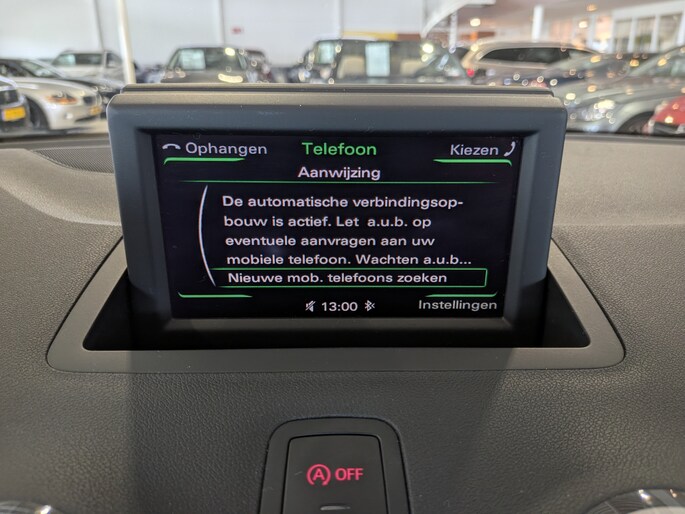 Ophangen Telefoon Kiezen
Aanwijzing
De automatische verbindingsop-
bouw is actief. Let a.u.b. op
eventuele aanvragen aan uw
mobiele telefoon. Wachten a.u.b...
Nieuwe mob. telefoons zoeken
13:00 Instellingen
A OFF